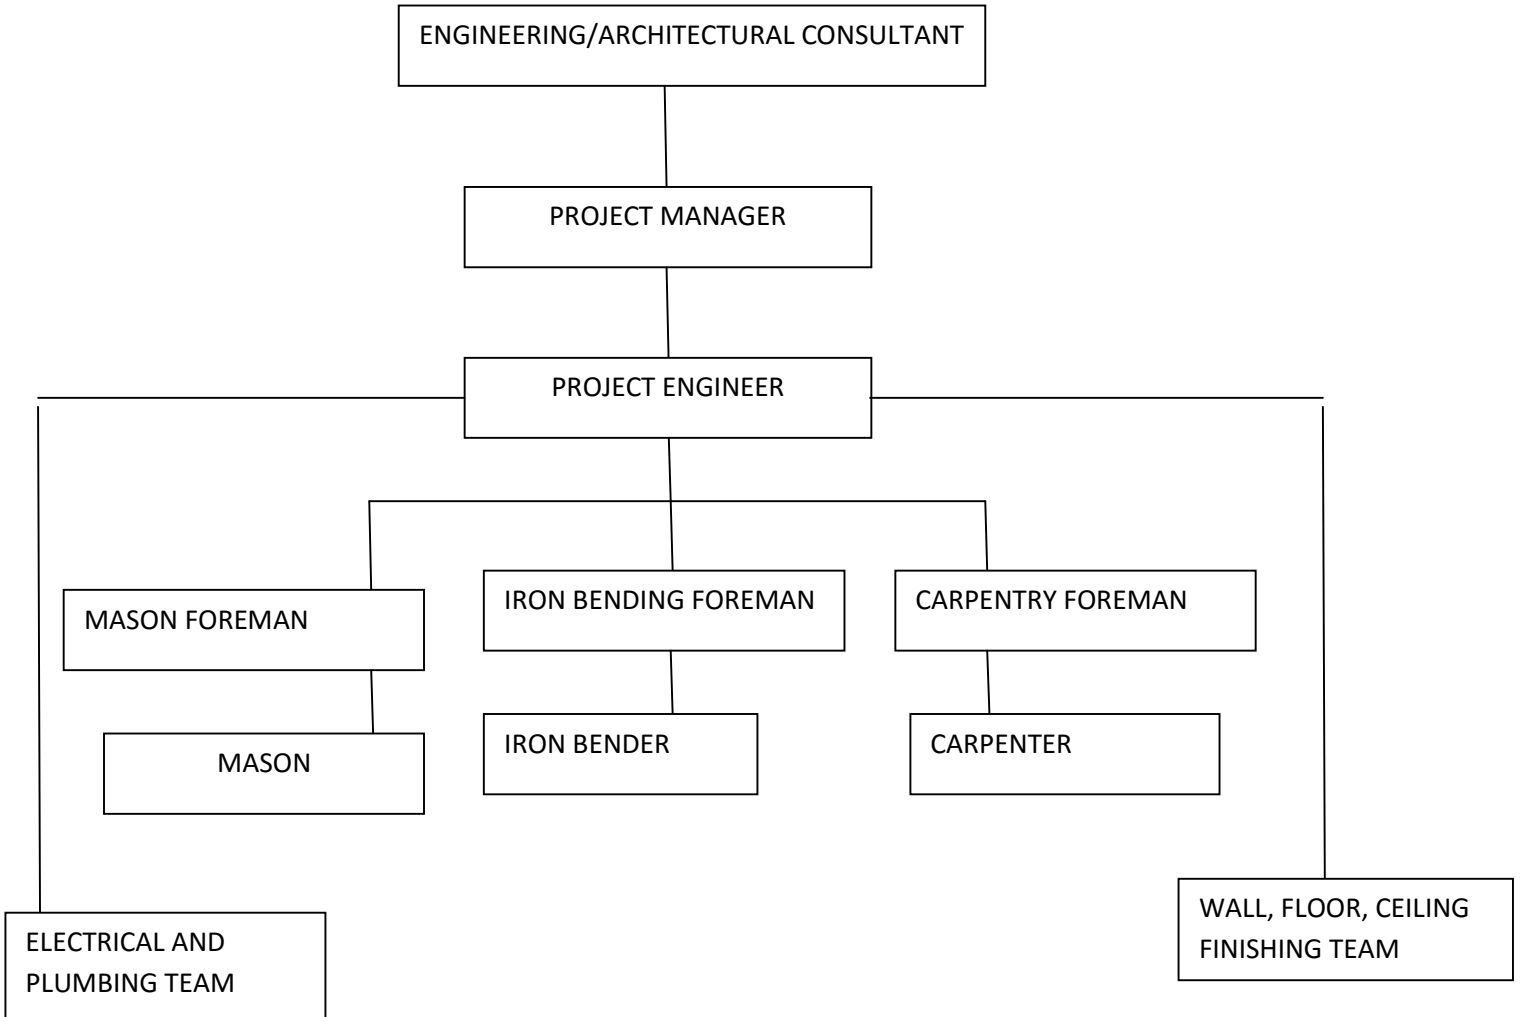 ENGINEERING/ARCHITECTURAL CONSULTANT
PROJECT MANAGER
PROJECT ENGINEER
MASON FOREMAN
IRON BENDING FOREMAN
CARPENTRY FOREMAN
MASON
IRON BENDER
CARPENTER
ELECTRICAL AND
PLUMBING TEAM
WALL, FLOOR, CEILING
FINISHING TEAM